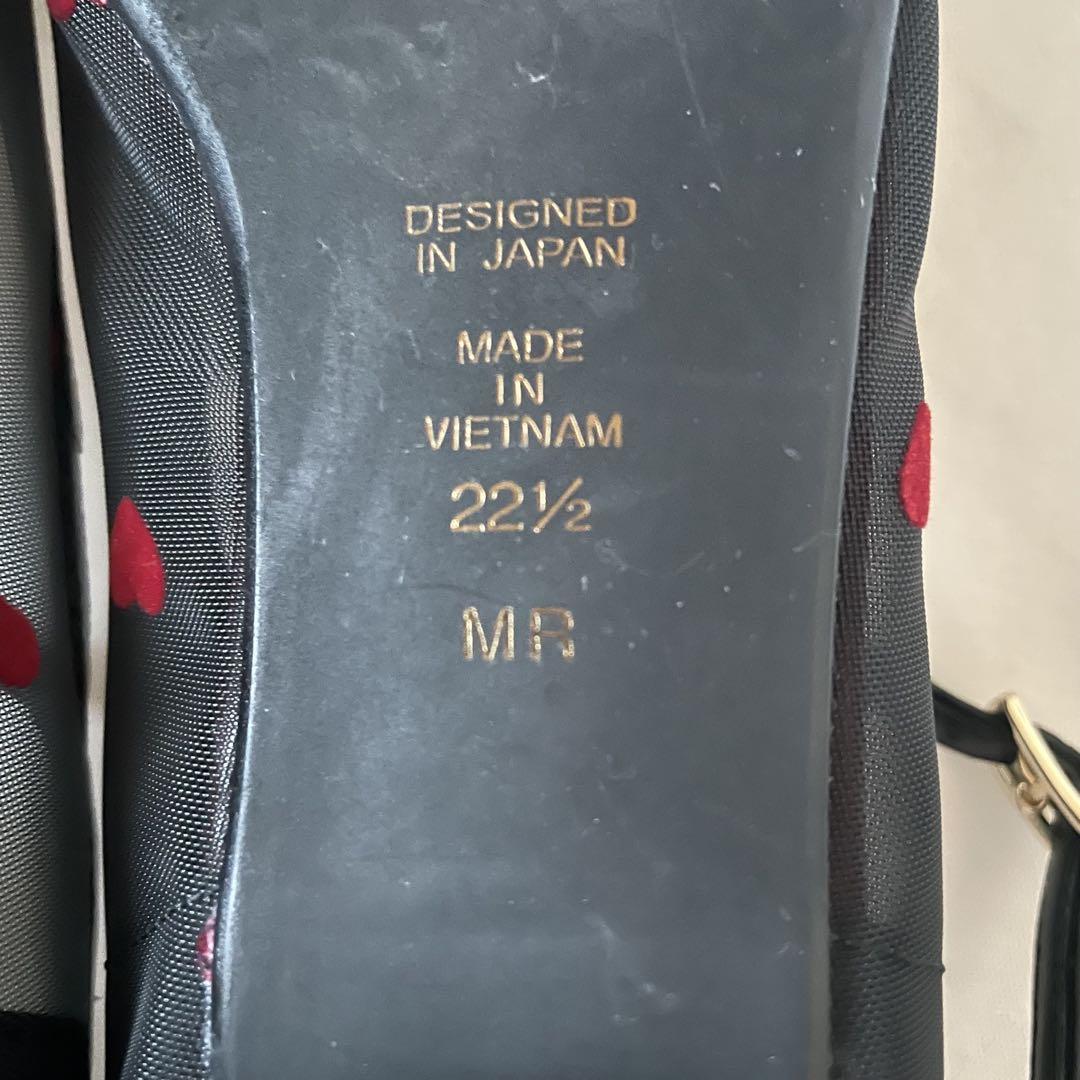 DESIGNED
IN JAPAN
MADE
IN
VIETNAM
22½
MR